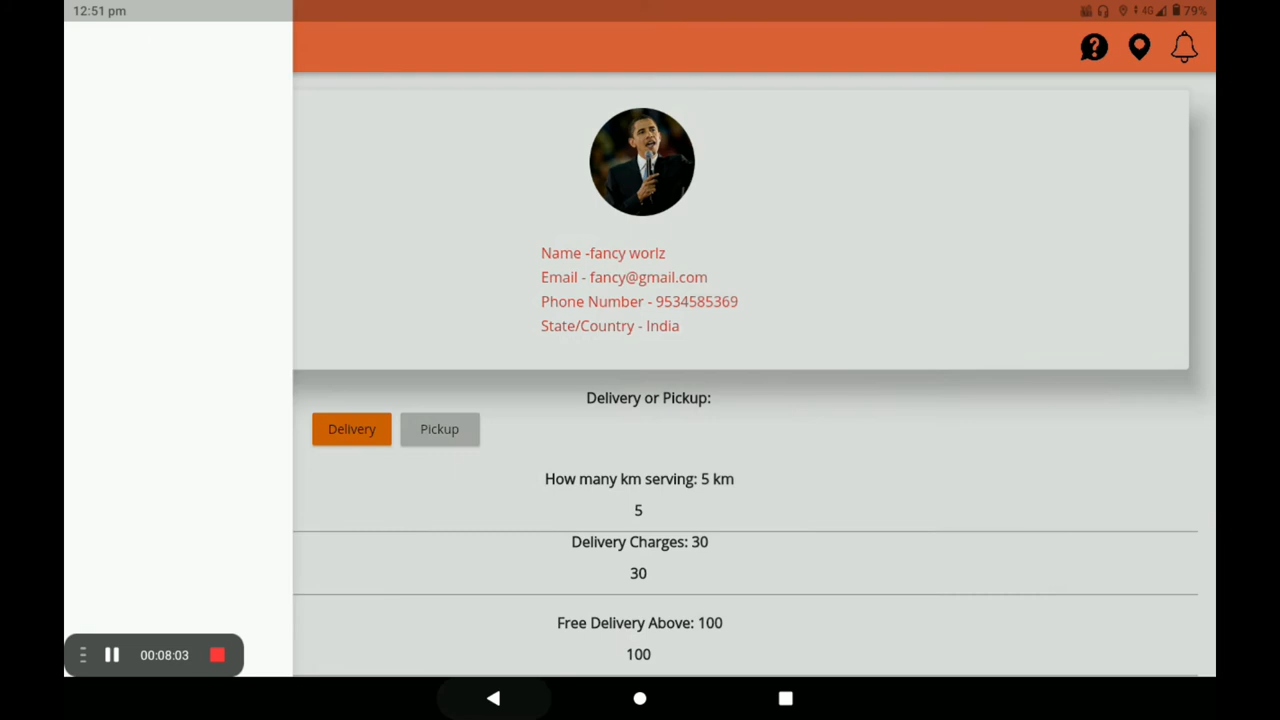 12:51 pm
4G 79%
Name -fancy worlz
Email - fancy@gmail.com
Phone Number - 9534585369
State/Country - India
Delivery or Pickup:
Delivery Pickup
How many km serving: 5 km
5
Delivery Charges: 30
30
Free Delivery Above: 100
100
00:08:03